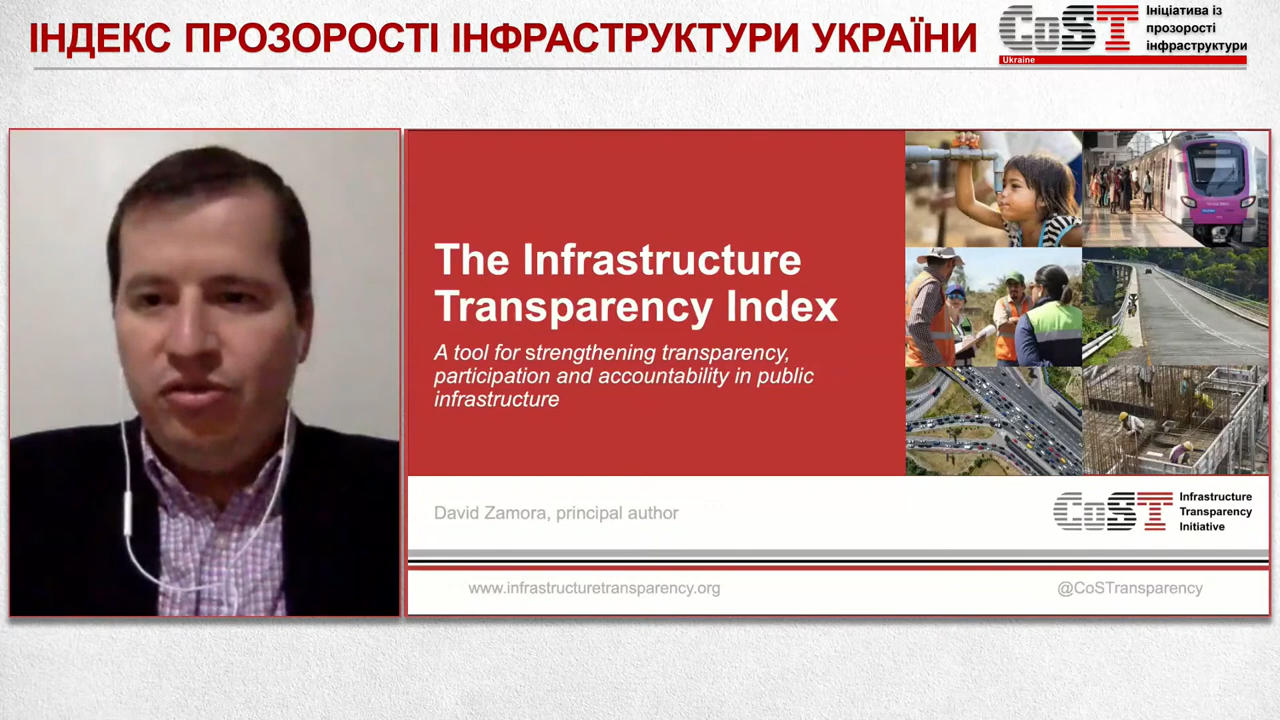 ІНДЕКС ПРОЗОРОСТІ ІНФРАСТРУКТУРИ УКРАЇНИ
CoST
Ініціатива із
прозорості
інфраструктури
Ukraine
The Infrastructure
Transparency Index
A tool for strengthening transparency,
participation and accountability in public
infrastructure
David Zamora, principal author
CoST
Infrastructure
Transparency
Initiative
www.infrastructuretransparency.org
@CoSTransparency